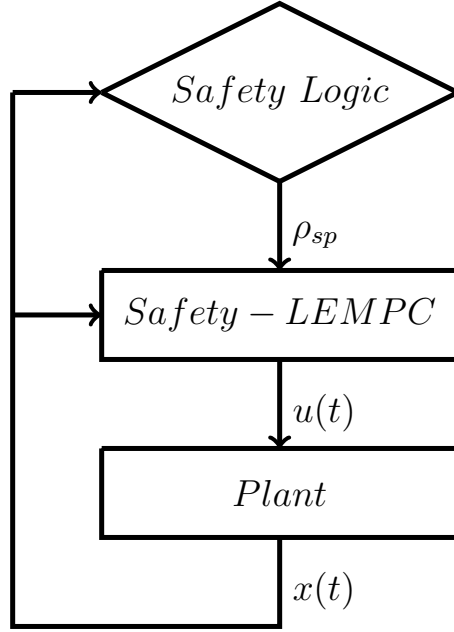 Safety Logic
ρ_sp
Safety − LEMPC
u(t)
Plant
x(t)